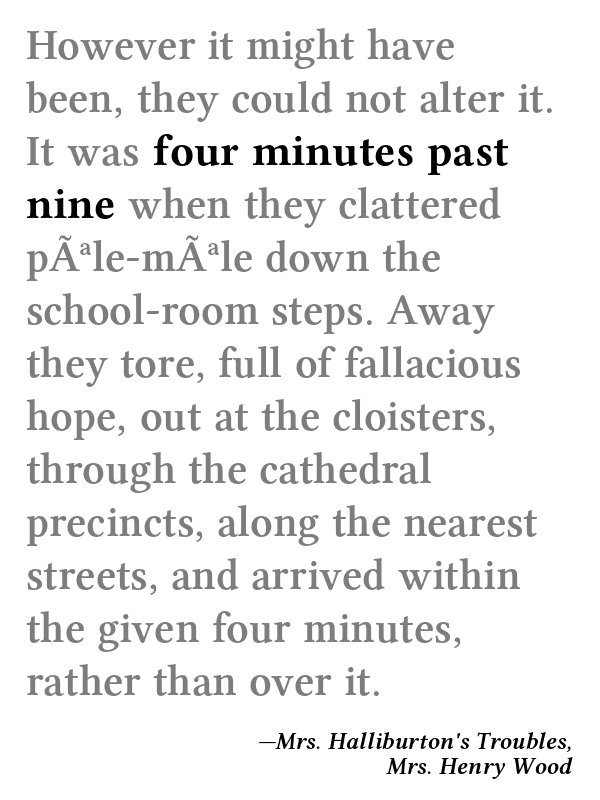 However it might have
been, they could not alter it.
It was four minutes past
nine when they clattered
pÃªle-mÃªle down the
school-room steps. Away
they tore, full of fallacious
hope, out at the cloisters,
through the cathedral
precincts, along the nearest
streets, and arrived within
the given four minutes,
rather than over it.
—Mrs. Halliburton's Troubles,
Mrs. Henry Wood